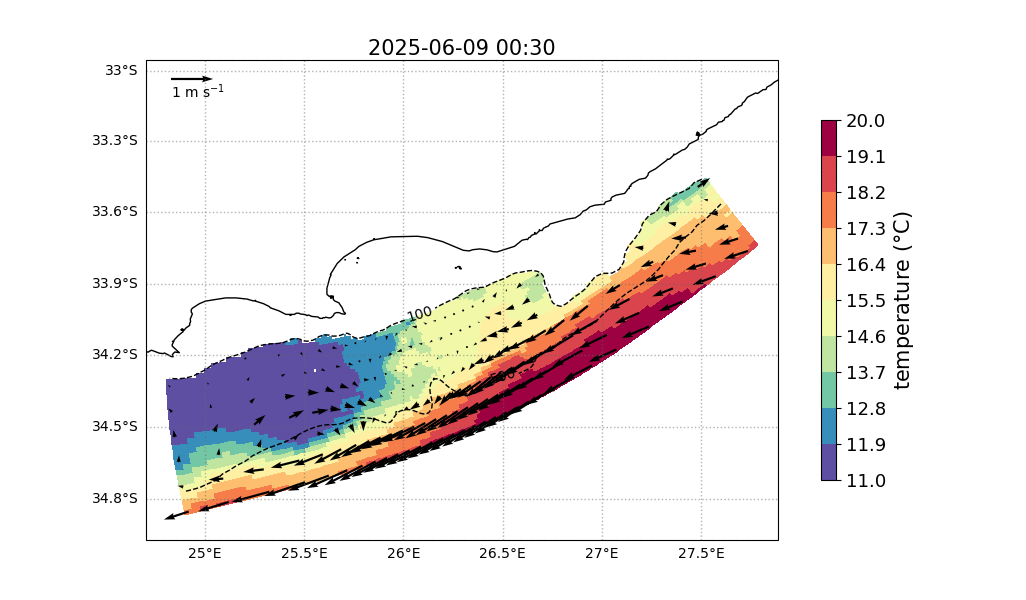 2025-06-09 00:30
1 m s⁻¹
33°S
33.3°S
33.6°S
33.9°S
34.2°S
34.5°S
34.8°S
100
25°E
25.5°E
26°E
26.5°E
27°E
27.5°E
20.0
19.1
18.2
17.3
16.4
15.5
14.6
13.7
12.8
11.9
11.0
temperature (°C)